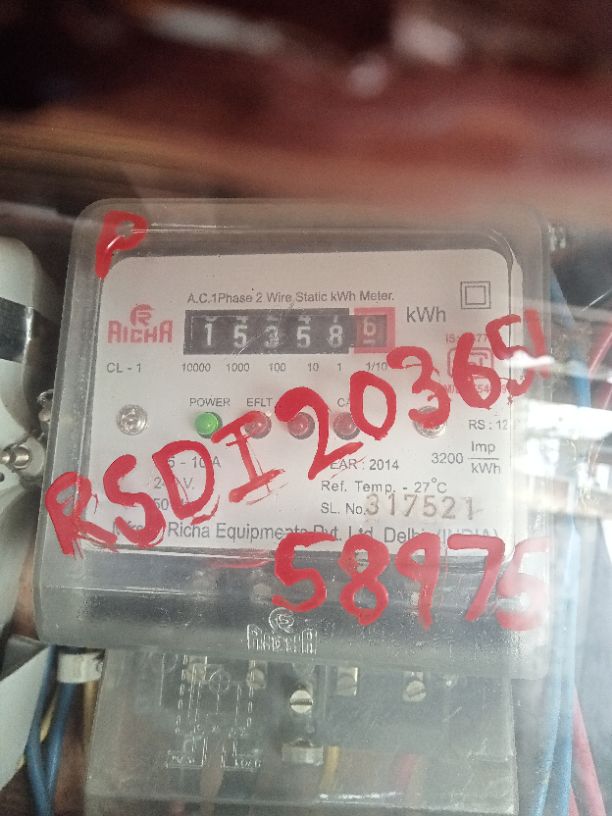 P
A.C.1Phase 2 Wire Static kWh Meter.
RICHA
15358 6 kWh
CL - 1 10000 1000 100 10 1 1/10
POWER EFLT
RSDI203651
RS : 12
3200 Imp/kWh
2014
Ref. Temp. - 27°C
SL. No. 317521
Richa Equipments Pvt. Ltd. Delhi (INDIA)
58975
RICHA